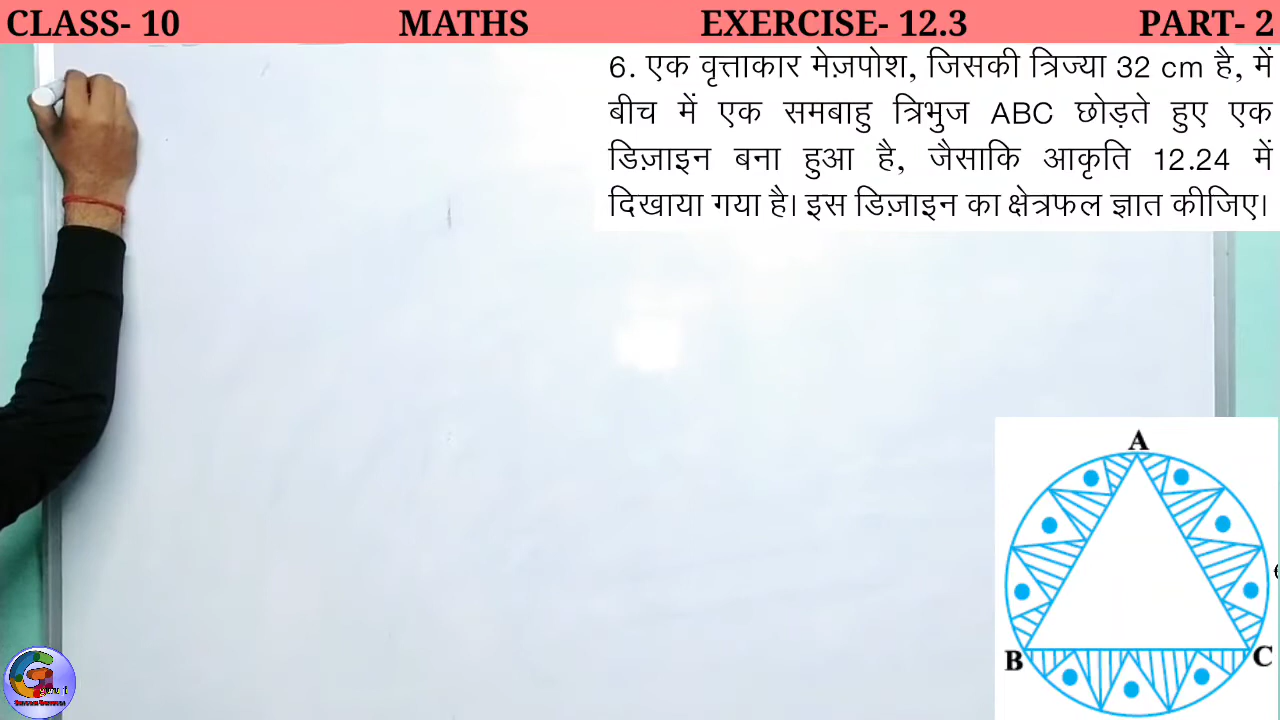 CLASS- 10 MATHS EXERCISE- 12.3 PART- 2
6. एक वृत्ताकार मेज़पोश, जिसकी त्रिज्या 32 cm है, में
बीच में एक समबाहु त्रिभुज ABC छोड़ते हुए एक
डिज़ाइन बना हुआ है, जैसाकि आकृति 12.24 में
दिखाया गया है। इस डिज़ाइन का क्षेत्रफल ज्ञात कीजिए।
A
B C